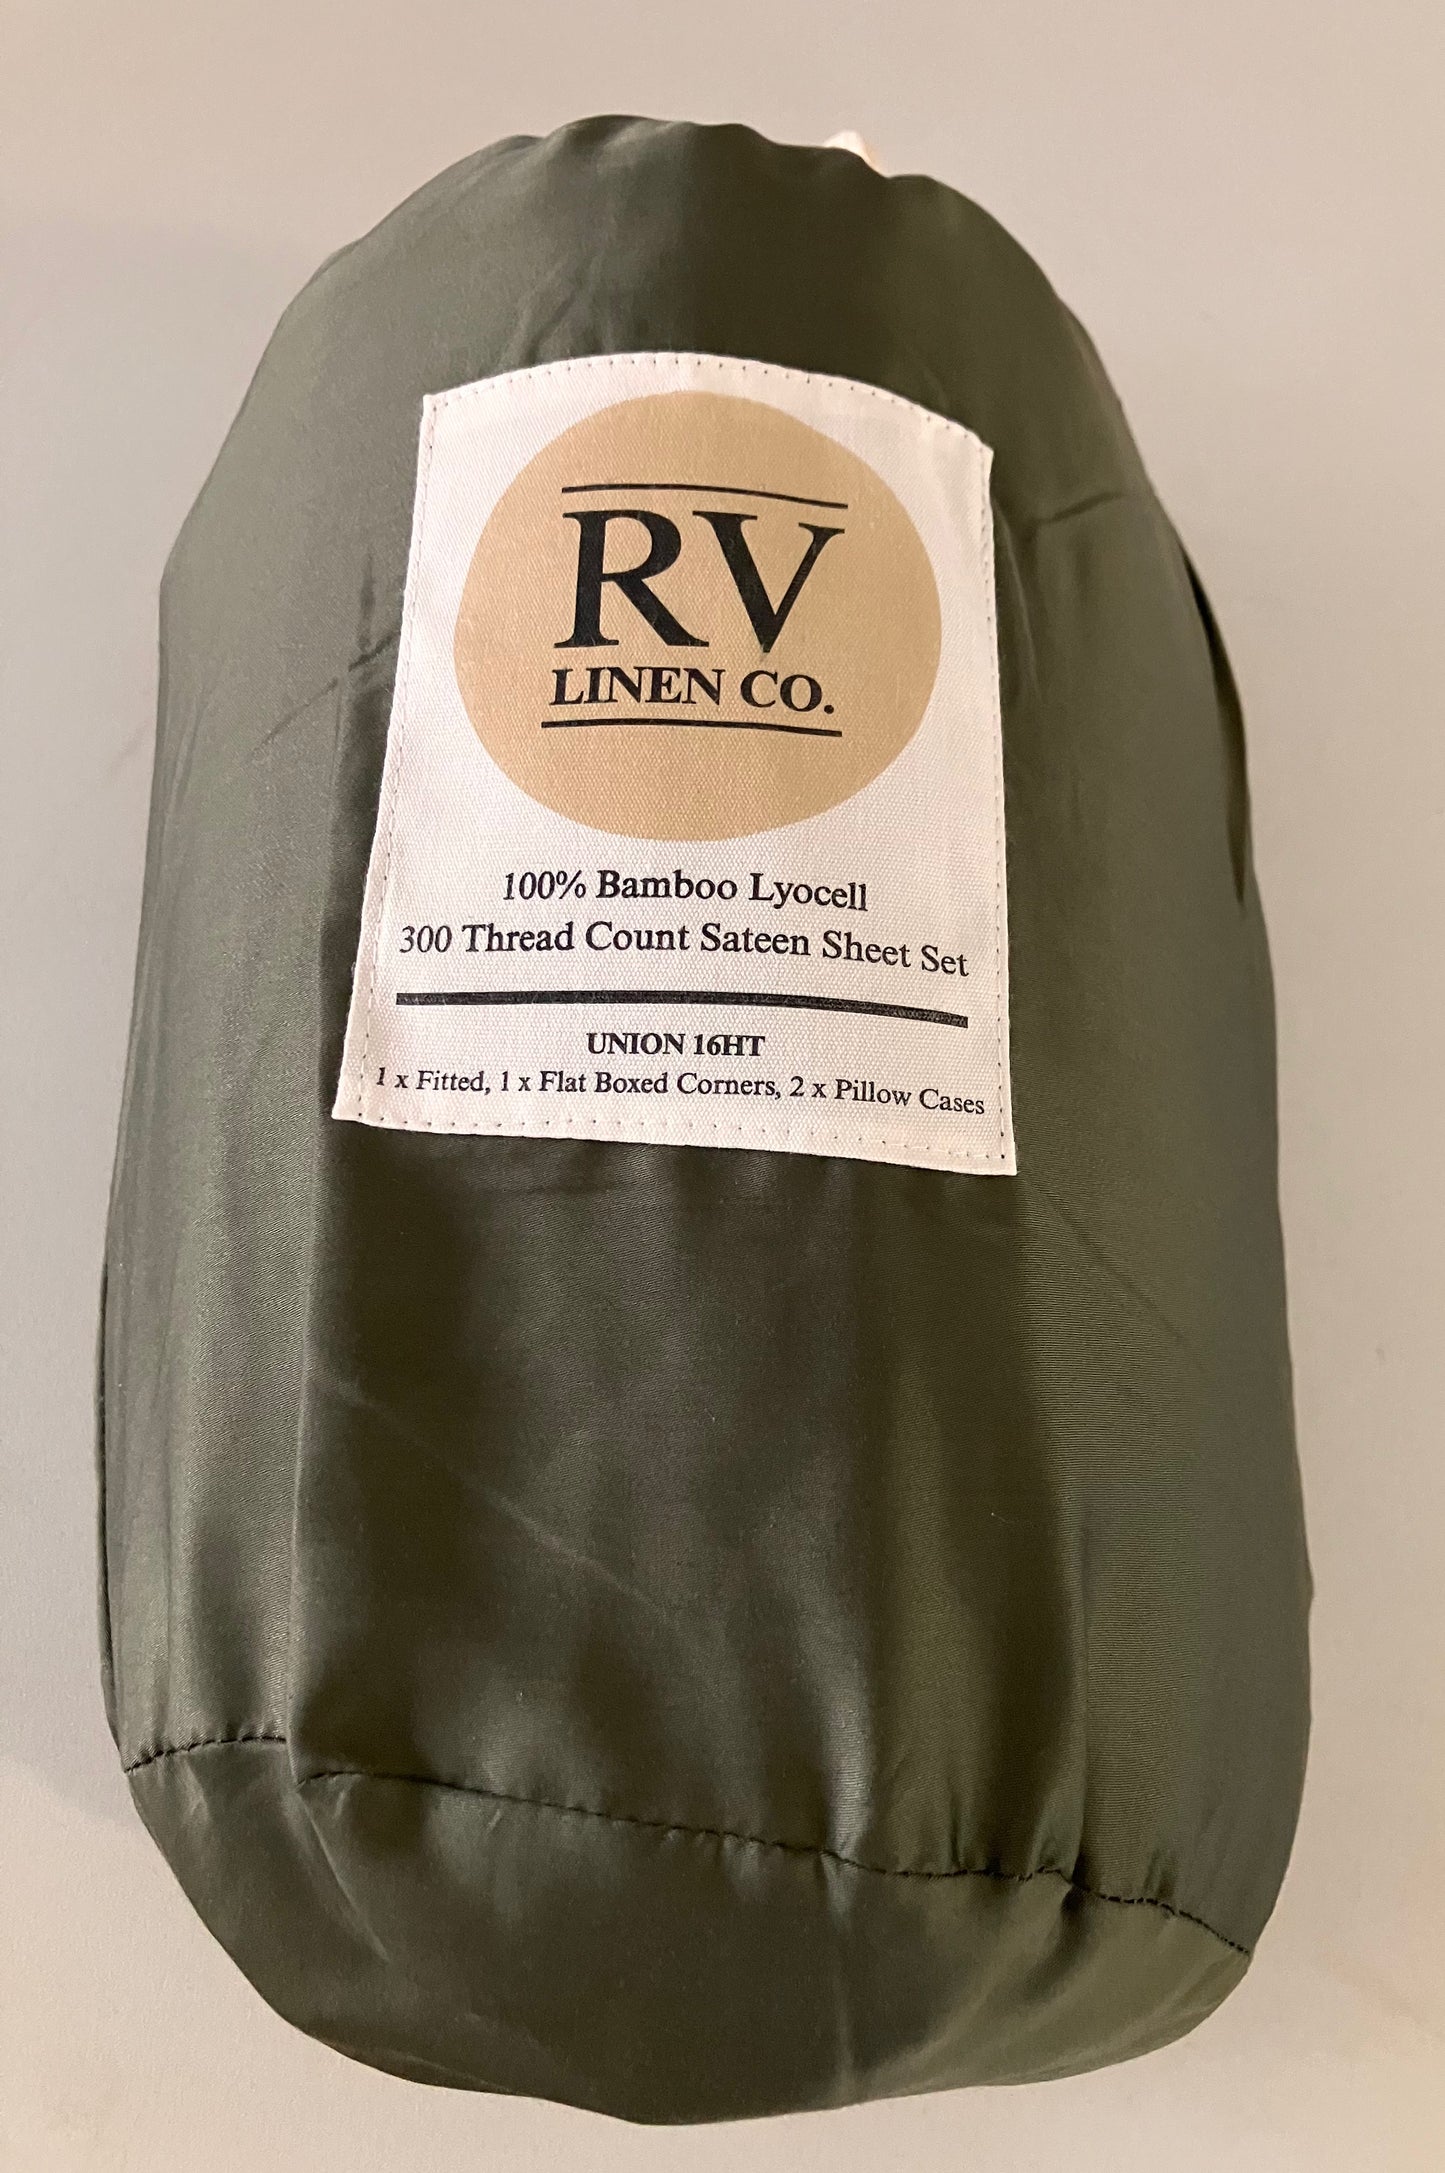 RV
LINEN CO.
100% Bamboo Lyocell
300 Thread Count Sateen Sheet Set
UNION 16HT
1 x Fitted, 1 x Flat Boxed Corners, 2 x Pillow Cases